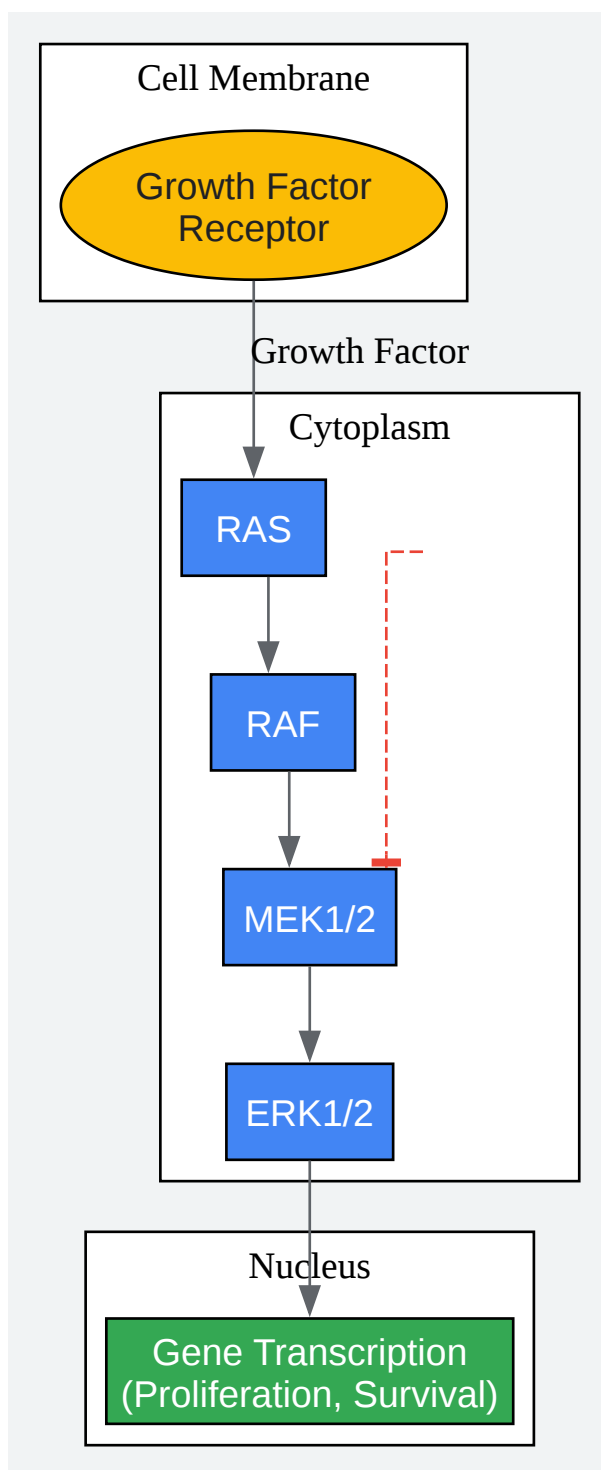 Cell Membrane
Growth Factor
Receptor
Growth Factor
Cytoplasm
RAS
RAF
MEK1/2
ERK1/2
Nucleus
Gene Transcription
(Proliferation, Survival)